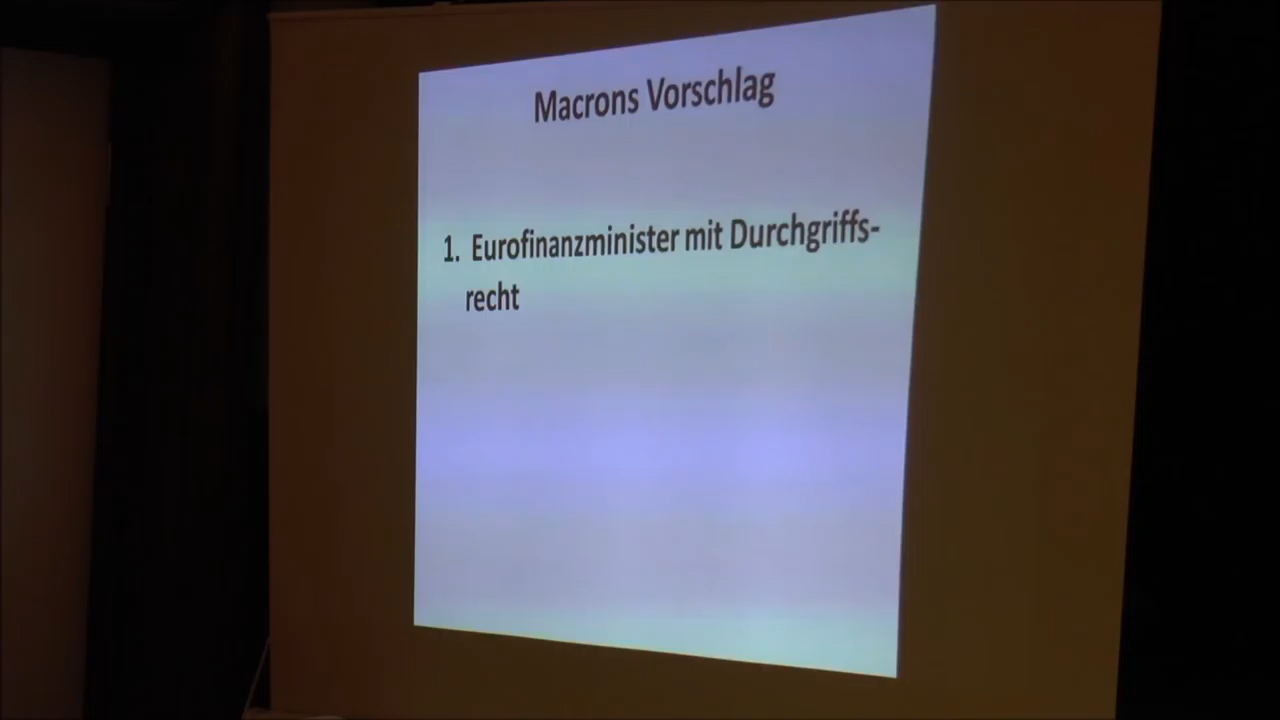 Macrons Vorschlag
1. Eurofinanzminister mit Durchgriffs-
recht